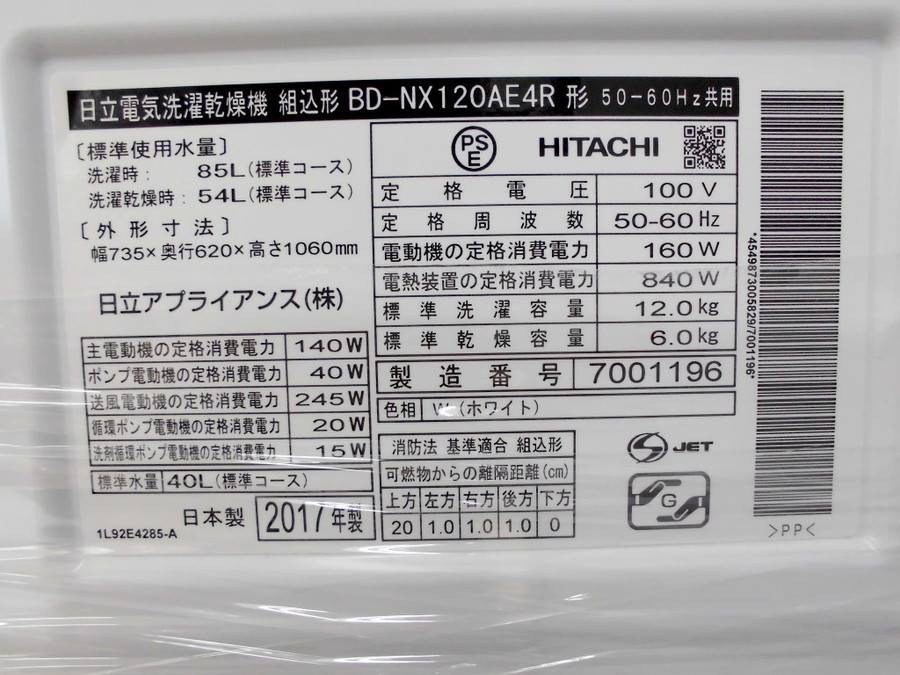 日立電気洗濯乾燥機 組込形 BD-NX120AE4R 形 50-60Hz共用
〔標準使用水量〕
洗濯時: 85L(標準コース)
洗濯乾燥時: 54L(標準コース)
〔外形寸法〕
幅735×奥行620×高さ1060mm
日立アプライアンス(株)
主電動機の定格消費電力 140W
ポンプ電動機の定格消費電力 40W
送風電動機の定格消費電力 245W
循環ポンプ電動機の定格消費電力 20W
洗剤循環ポンプ電動機の定格消費電力 15W
標準水量 40L(標準コース)
日本製 2017年製
1L92E4285-A
PS
E
HITACHI
定格電圧 100V
定格周波数 50-60Hz
電動機の定格消費電力 160W
電熱装置の定格消費電力 840W
標準洗濯容量 12.0kg
標準乾燥容量 6.0kg
製造番号 7001196
色相 W(ホワイト)
消防法 基準適合 組込形
可燃物からの離隔距離(cm)
上方 左方 右方 後方 下方
20 1.0 1.0 1.0 0
JET
G
*4549873005829/7001196*
>PP<